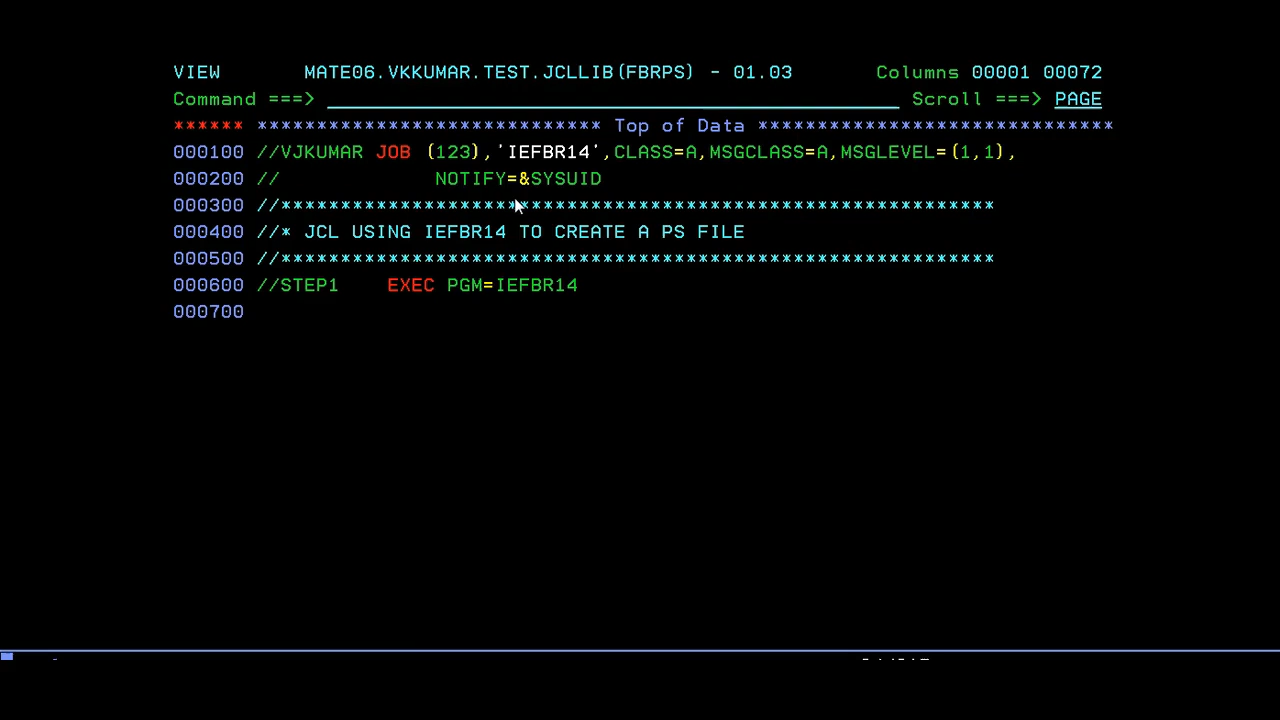 VIEW       MATE06.VKKUMAR.TEST.JCLLIB(FBRPS) - 01.03       Columns 00001 00072
Command ===>                                                  Scroll ===> PAGE
****** ***************************** Top of Data ******************************
000100 //VJKUMAR JOB (123),'IEFBR14',CLASS=A,MSGCLASS=A,MSGLEVEL=(1,1),
000200 //             NOTIFY=&SYSUID
000300 //************************************************************
000400 //* JCL USING IEFBR14 TO CREATE A PS FILE
000500 //************************************************************
000600 //STEP1    EXEC PGM=IEFBR14
000700